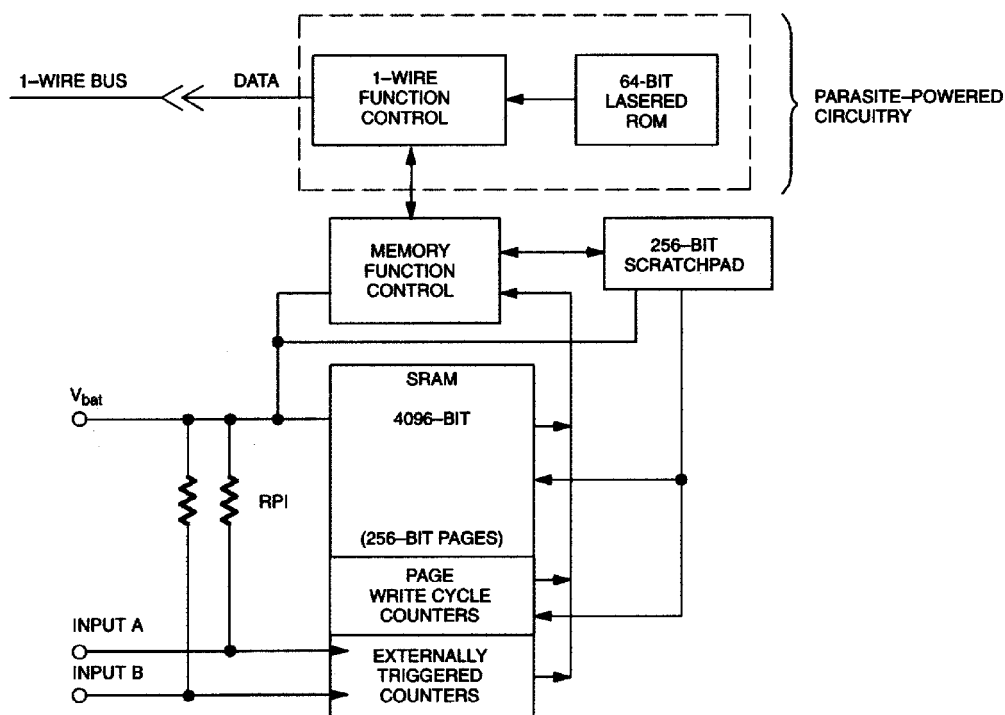 1–WIRE BUS
DATA
1–WIRE
FUNCTION
CONTROL
64-BIT
LASERED
ROM
PARASITE–POWERED
CIRCUITRY
MEMORY
FUNCTION
CONTROL
256–BIT
SCRATCHPAD
Vbat
SRAM
4096–BIT
RPI
(256–BIT PAGES)
PAGE
WRITE CYCLE
COUNTERS
INPUT A
INPUT B
EXTERNALLY
TRIGGERED
COUNTERS